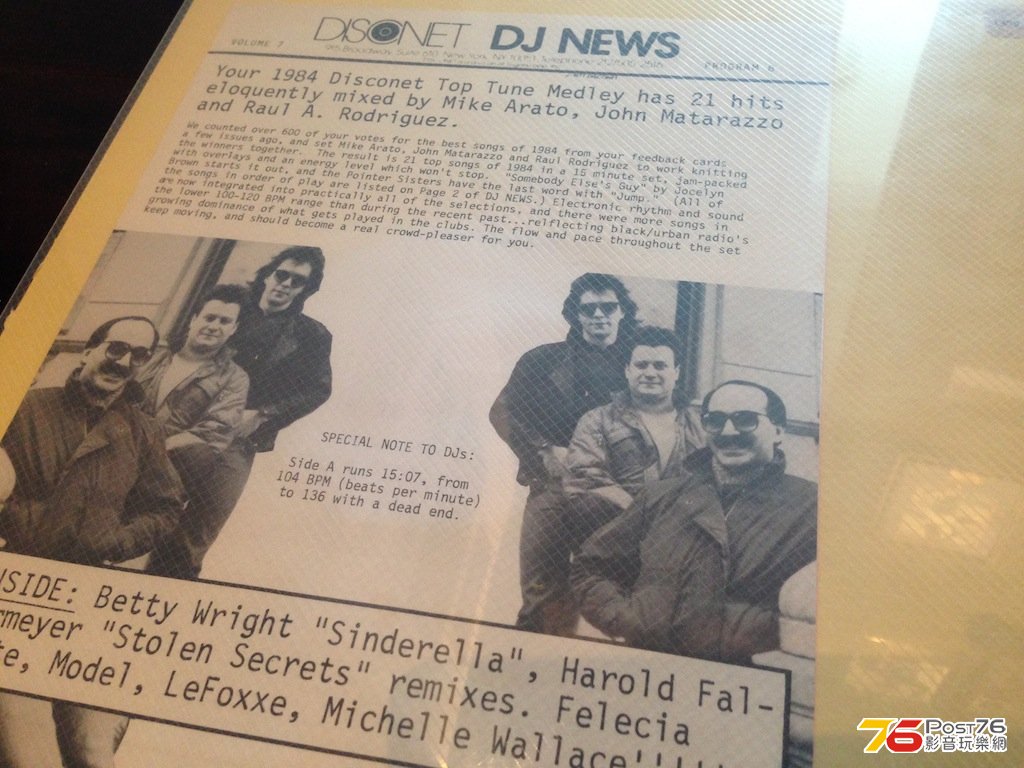 DISCONET DJ NEWS
VOLUME 7
PROGRAM 6
Your 1984 Disconet Top Tune Medley has 21 hits
eloquently mixed by Mike Arato, John Matarazzo
and Raul A. Rodriguez.
We counted over 600 of your votes for the best songs of 1984 from your feedback cards
a few issues ago, and set Mike Arato, John Matarazzo and Raul Rodriguez to work knitting
the winners together. The result is 21 top songs of 1984 in a 15 minute set, jam-packed
with overlays and an energy level which won't stop. "Somebody Else's Guy" by Jocelyn
Brown starts it out, and the Pointer Sisters have the last word with "Jump." (All of
the songs in order of play are listed on Page 2 of DJ NEWS.) Electronic rhythm and sound
are now integrated into practically all of the selections, and there were more songs in
the lower 100-120 BPM range than during the recent past...relflecting black/urban radio's
growing dominance of what gets played in the clubs. The flow and pace throughout the set
keep moving, and should become a real crowd-pleaser for you.
SPECIAL NOTE TO DJs:
Side A runs 15:07, from
104 BPM (beats per minute)
to 136 with a dead end.
NSIDE: Betty Wright "Sinderella", Harold Fal-
rmeyer "Stolen Secrets" remixes. Felecia
te, Model, LeFoxxe, Michelle Wallace!!!!!!
76 POST76
影音玩樂網